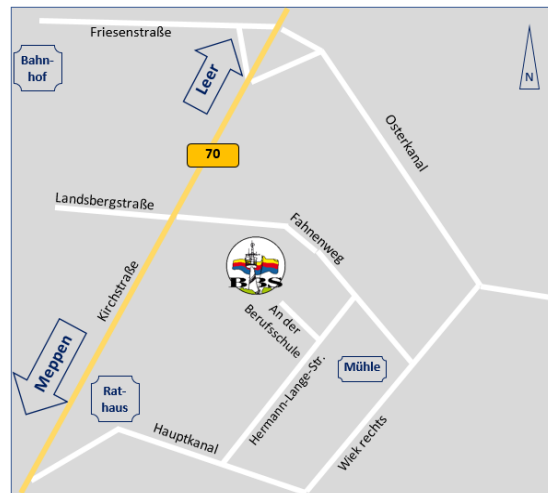 Friesenstraße
Bahn-
hof
Leer
N
70
Osterkanal
Landsbergstraße
Fahnenweg
BBS
Kirchstraße
An der
Berufsschule
Meppen
Hermann-Lange-Str.
Mühle
Rat-
haus
Hauptkanal
Wiek rechts